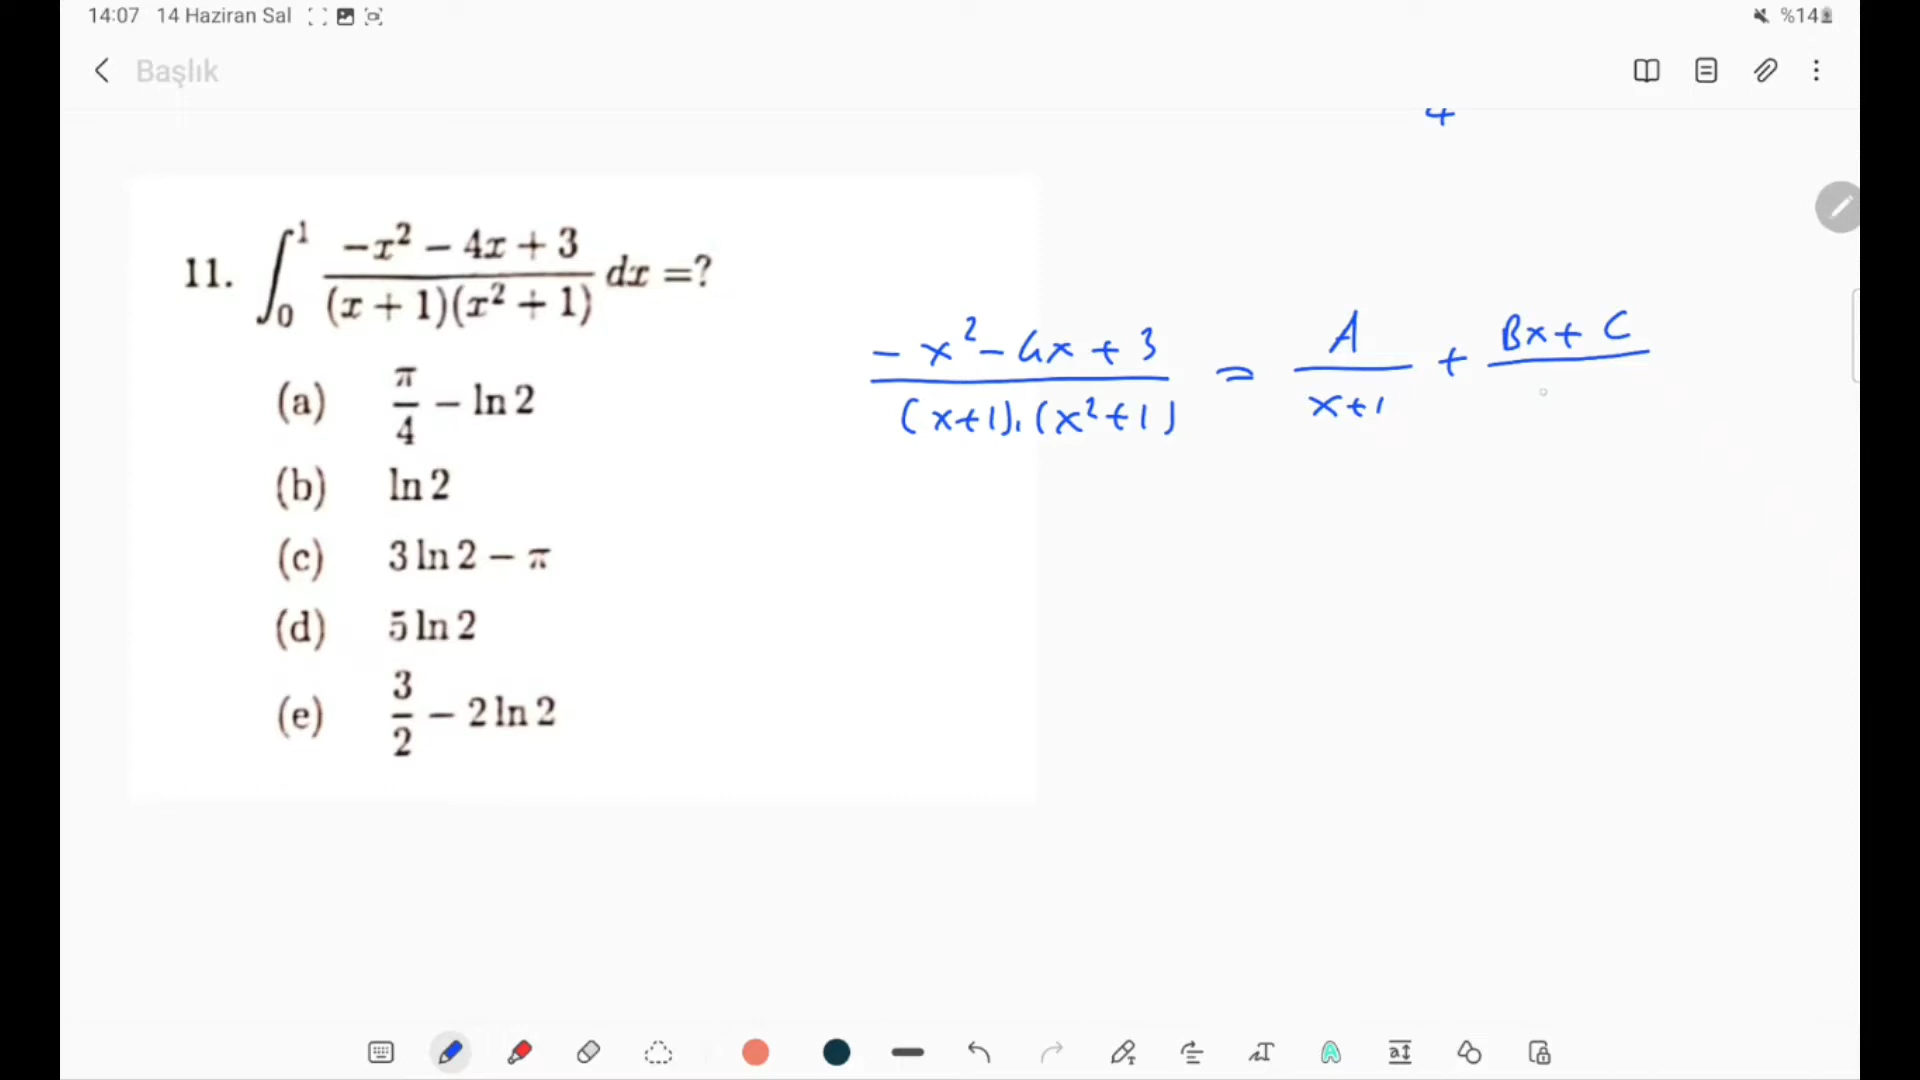 14:07 14 Haziran Sal
%14
Başlık
4
11. ∫₀¹ (-x² - 4x + 3)/((x + 1)(x² + 1)) dx =?
(a) π/4 - ln 2
(b) ln 2
(c) 3 ln 2 - π
(d) 5 ln 2
(e) 3/2 - 2 ln 2
(-x² - 4x + 3)/((x+1).(x²+1)) = A/(x+1) + (Bx + C)/